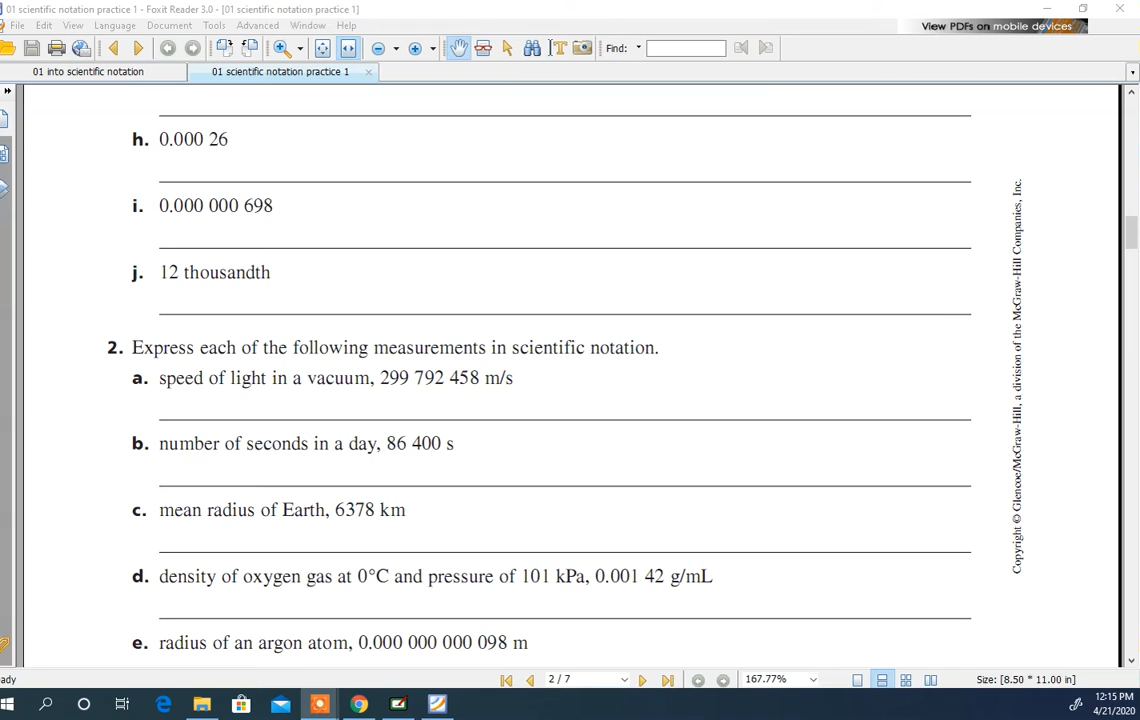 01 scientific notation practice 1 - Foxit Reader 3.0 - [01 scientific notation practice 1]
File Edit View Language Document Tools Advanced Window Help
View PDFs on mobile devices
Find:
01 into scientific notation
01 scientific notation practice 1
h. 0.000 26
i. 0.000 000 698
j. 12 thousandth
2. Express each of the following measurements in scientific notation.
a. speed of light in a vacuum, 299 792 458 m/s
b. number of seconds in a day, 86 400 s
c. mean radius of Earth, 6378 km
d. density of oxygen gas at 0°C and pressure of 101 kPa, 0.001 42 g/mL
e. radius of an argon atom, 0.000 000 000 098 m
Copyright © Glencoe/McGraw-Hill, a division of the McGraw-Hill Companies, Inc.
ady
2 / 7
167.77%
Size: [8.50 * 11.00 in]
12:15 PM
4/21/2020